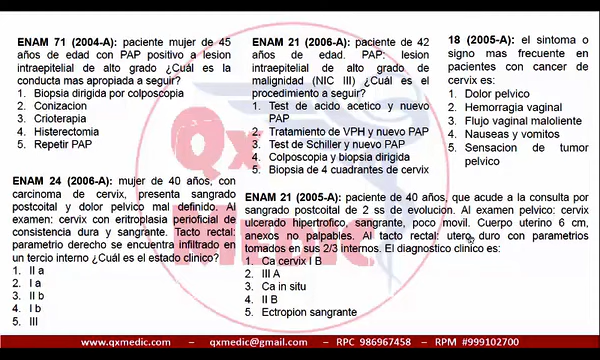 ENAM 71 (2004-A): paciente mujer de 45
años de edad con PAP positivo a lesion
intraepitelial de alto grado ¿Cuál es la
conducta mas apropiada a seguir?
1. Biopsia dirigida por colposcopia
2. Conizacion
3. Crioterapia
4. Histerectomia
5. Repetir PAP
ENAM 24 (2006-A): mujer de 40 años, con
carcinoma de cervix, presenta sangrado
postcoital y dolor pelvico mal definido. Al
examen: cervix con eritroplasia perioficial de
consistencia dura y sangrante. Tacto rectal:
parametrio derecho se encuentra infiltrado en
un tercio interno ¿Cuál es el estado clinico?
1. II a
2. I a
3. II b
4. I b
5. III
ENAM 21 (2006-A): paciente de 42
años de edad. PAP: lesion
intraepitelial de alto grado de
malignidad (NIC III) ¿Cuál es el
procedimiento a seguir?
1. Test de acido acetico y nuevo
PAP
2. Tratamiento de VPH y nuevo PAP
3. Test de Schiller y nuevo PAP
4. Colposcopia y biopsia dirigida
5. Biopsia de 4 cuadrantes de cervix
18 (2005-A): el sintoma o
signo mas frecuente en
pacientes con cancer de
cervix es:
1. Dolor pelvico
2. Hemorragia vaginal
3. Flujo vaginal maloliente
4. Nauseas y vomitos
5. Sensacion de tumor
pelvico
ENAM 21 (2005-A): paciente de 40 años, que acude a la consulta por
sangrado postcoital de 2 ss de evolucion. Al examen pelvico: cervix
ulcerado hipertrofico, sangrante, poco movil. Cuerpo uterino 6 cm,
anexos no palpables. Al tacto rectal: utero duro con parametrios
tomados en sus 2/3 internos. El diagnostico clinico es:
1. Ca cervix I B
2. III A
3. Ca in situ
4. II B
5. Ectropion sangrante
Qx
Medic
www.qxmedic.com – qxmedic@gmail.com – RPC 986967458 – RPM #999102700